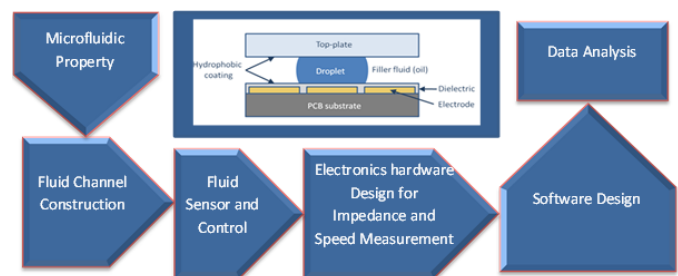 Microfluidic
Property
Top-plate
Hydrophobic
coating
Droplet
Filler fluid (oil)
Dielectric
Electrode
PCB substrate
Data Analysis
Fluid Channel
Construction
Fluid
Sensor and
Control
Electronics hardware
Design for
Impedance and
Speed Measurement
Software Design